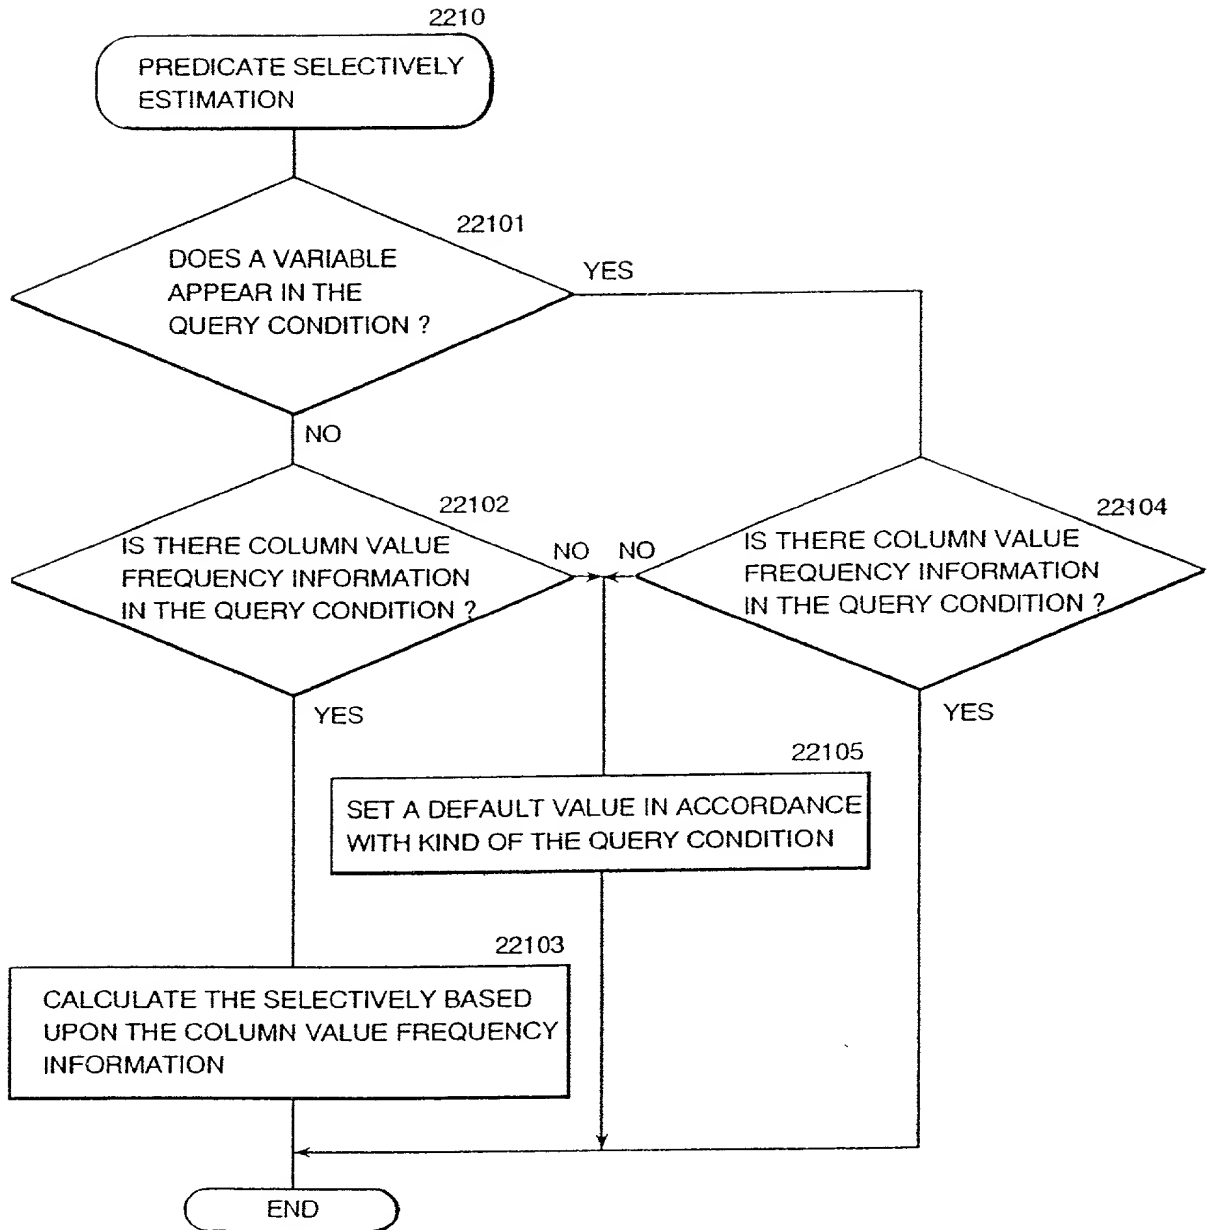 2210
PREDICATE SELECTIVELY
ESTIMATION
22101
DOES A VARIABLE
APPEAR IN THE
QUERY CONDITION ?
YES
NO
22102
IS THERE COLUMN VALUE
FREQUENCY INFORMATION
IN THE QUERY CONDITION ?
NO
NO
22104
IS THERE COLUMN VALUE
FREQUENCY INFORMATION
IN THE QUERY CONDITION ?
YES
YES
22105
SET A DEFAULT VALUE IN ACCORDANCE
WITH KIND OF THE QUERY CONDITION
22103
CALCULATE THE SELECTIVELY BASED
UPON THE COLUMN VALUE FREQUENCY
INFORMATION
END